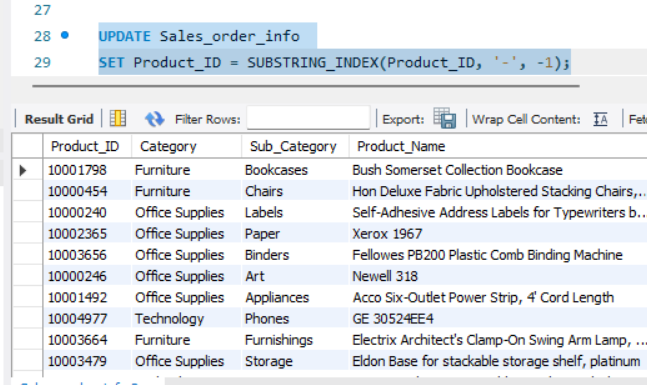 27
28 UPDATE Sales_order_info
29 SET Product_ID = SUBSTRING_INDEX(Product_ID, '-', -1);
Result Grid Filter Rows: Export: Wrap Cell Content: Fet
Product_ID Category Sub_Category Product_Name
10001798 Furniture Bookcases Bush Somerset Collection Bookcase
10000454 Furniture Chairs Hon Deluxe Fabric Upholstered Stacking Chairs,...
10000240 Office Supplies Labels Self-Adhesive Address Labels for Typewriters b...
10002365 Office Supplies Paper Xerox 1967
10003656 Office Supplies Binders Fellowes PB200 Plastic Comb Binding Machine
10000246 Office Supplies Art Newell 318
10001492 Office Supplies Appliances Acco Six-Outlet Power Strip, 4' Cord Length
10004977 Technology Phones GE 30524EE4
10003664 Furniture Furnishings Electrix Architect's Clamp-On Swing Arm Lamp, ...
10003479 Office Supplies Storage Eldon Base for stackable storage shelf, platinum